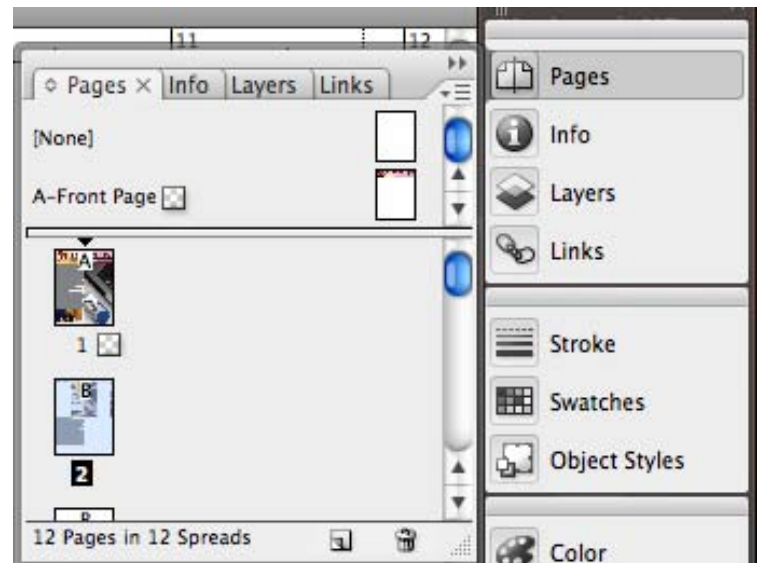 11 12
Pages × Info Layers Links
[None]
A-Front Page
A
1
B
2
B
12 Pages in 12 Spreads
Pages
Info
Layers
Links
Stroke
Swatches
Object Styles
Color